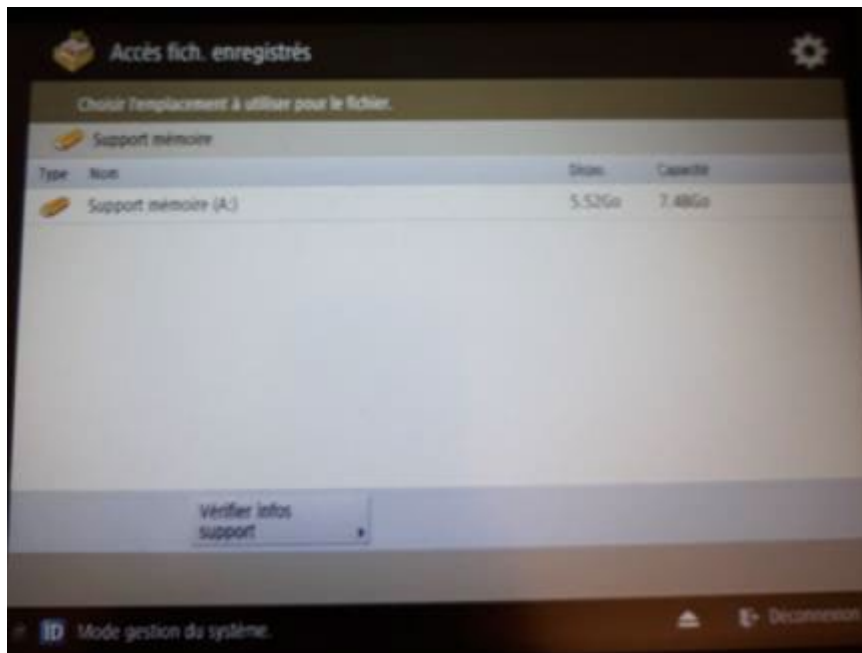 Accès fich. enregistrés
Choisir l'emplacement à utiliser pour le fichier.
Support mémoire
Type Nom Dispo. Capacité
Support mémoire (A:) 5.52Go 7.48Go
Vérifier infos
support
ID Mode gestion du système. Déconnexion